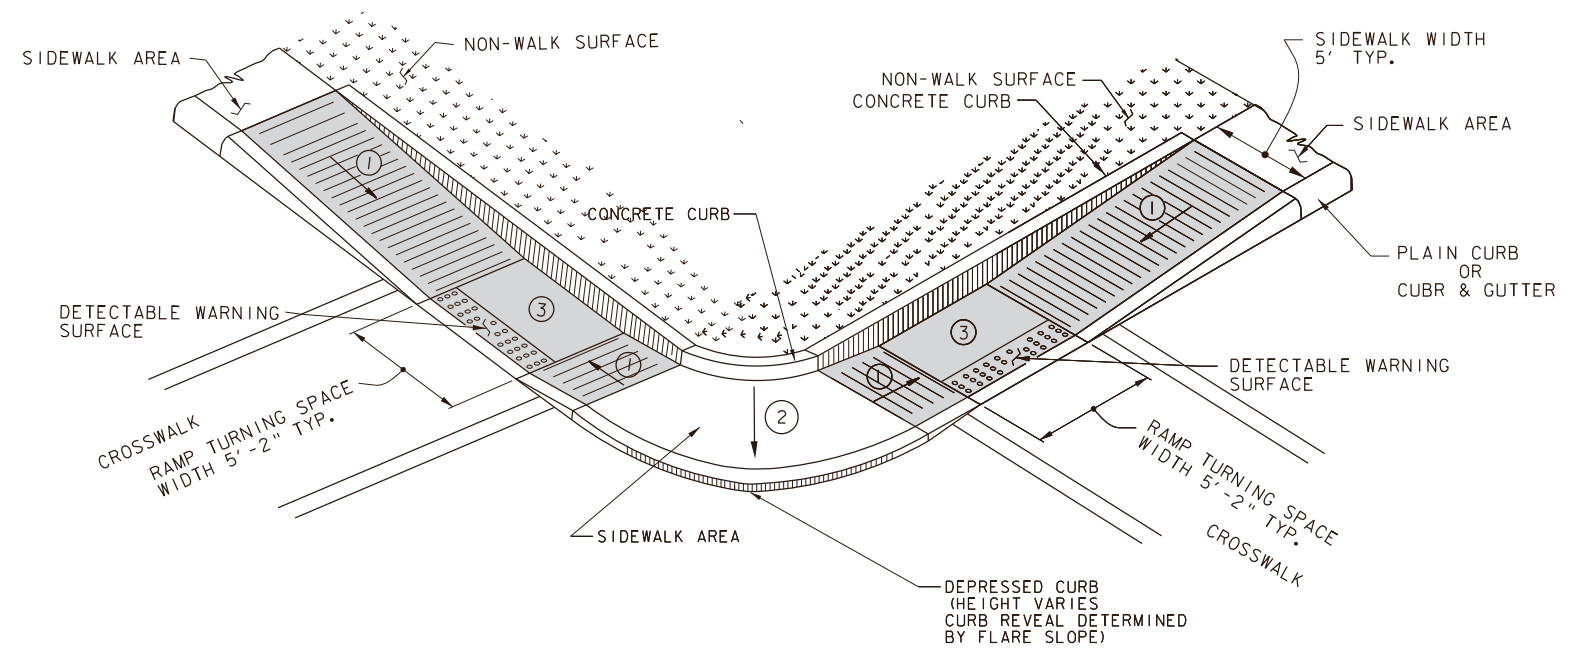 SIDEWALK AREA
NON-WALK SURFACE
SIDEWALK WIDTH
5' TYP.
NON-WALK SURFACE
CONCRETE CURB
SIDEWALK AREA
1
1
CONCRETE CURB
PLAIN CURB
OR
CUBR & GUTTER
DETECTABLE WARNING
SURFACE
3
3
1
1
DETECTABLE WARNING
SURFACE
2
CROSSWALK
RAMP TURNING SPACE
WIDTH 5'-2" TYP.
RAMP TURNING SPACE
WIDTH 5'-2" TYP.
CROSSWALK
SIDEWALK AREA
DEPRESSED CURB
(HEIGHT VARIES
CURB REVEAL DETERMINED
BY FLARE SLOPE)